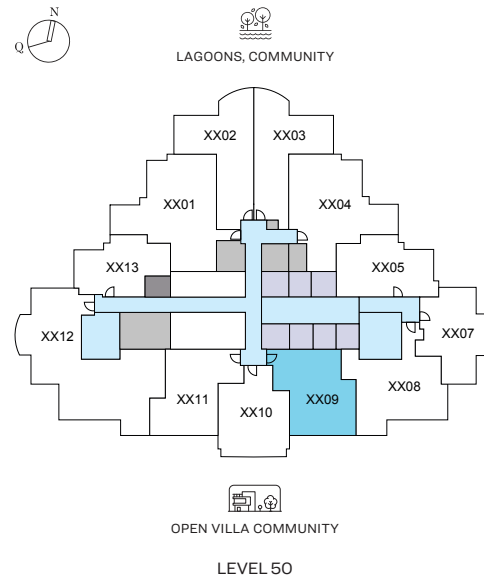 N
Q
LAGOONS, COMMUNITY
XX02
XX03
XX01
XX04
XX13
XX05
XX12
XX07
XX08
XX11
XX10
XX09
OPEN VILLA COMMUNITY
LEVEL 50